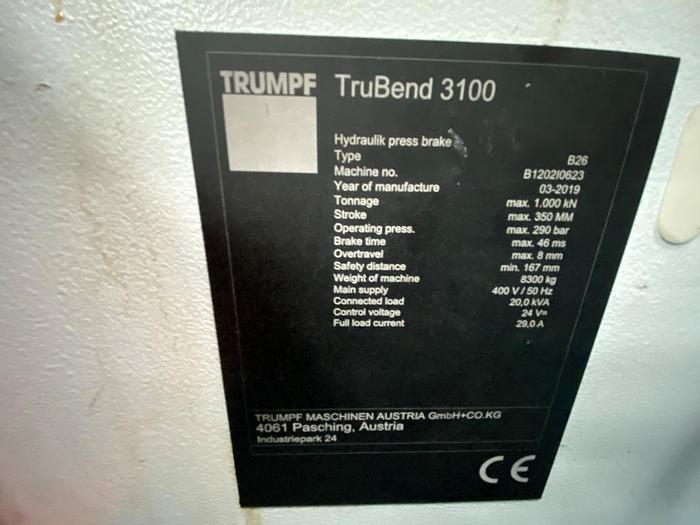 TRUMPF TruBend 3100
Hydraulik press brake
Type B26
Machine no. B1202I0623
Year of manufacture 03-2019
Tonnage max. 1.000 kN
Stroke max. 350 MM
Operating press. max. 290 bar
Brake time max. 46 ms
Overtravel max. 8 mm
Safety distance min. 167 mm
Weight of machine 8300 kg
Main supply 400 V / 50 Hz
Connected load 20,0 kVA
Control voltage 24 V=
Full load current 29,0 A
TRUMPF MASCHINEN AUSTRIA GmbH+CO.KG
4061 Pasching, Austria
Industriepark 24
CE